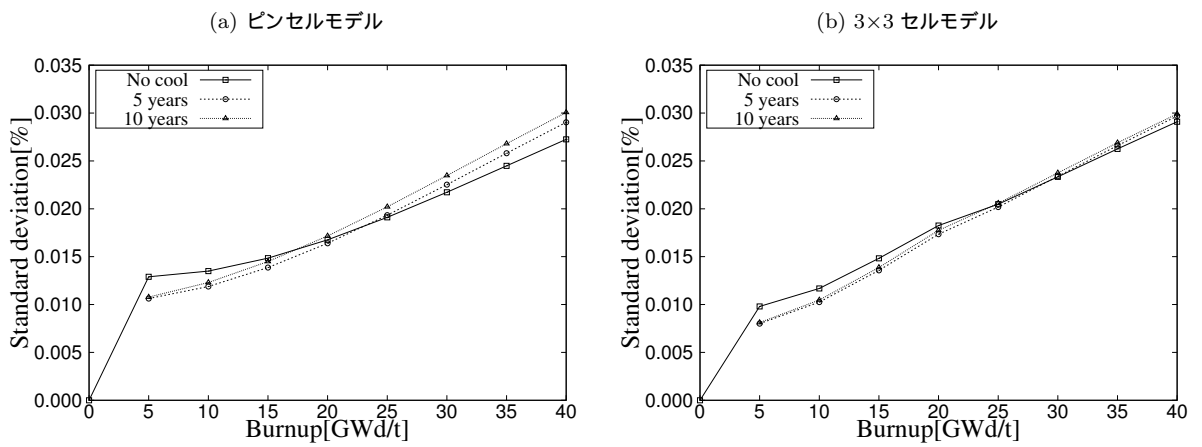 (a) ピンセルモデル
(b) 3×3 セルモデル
0.035
0.030
0.025
0.020
0.015
0.010
0.005
0.000
Standard deviation[%]
No cool
5 years
10 years
0 5 10 15 20 25 30 35 40
Burnup[GWd/t]
0.035
0.030
0.025
0.020
0.015
0.010
0.005
0.000
Standard deviation[%]
No cool
5 years
10 years
0 5 10 15 20 25 30 35 40
Burnup[GWd/t]